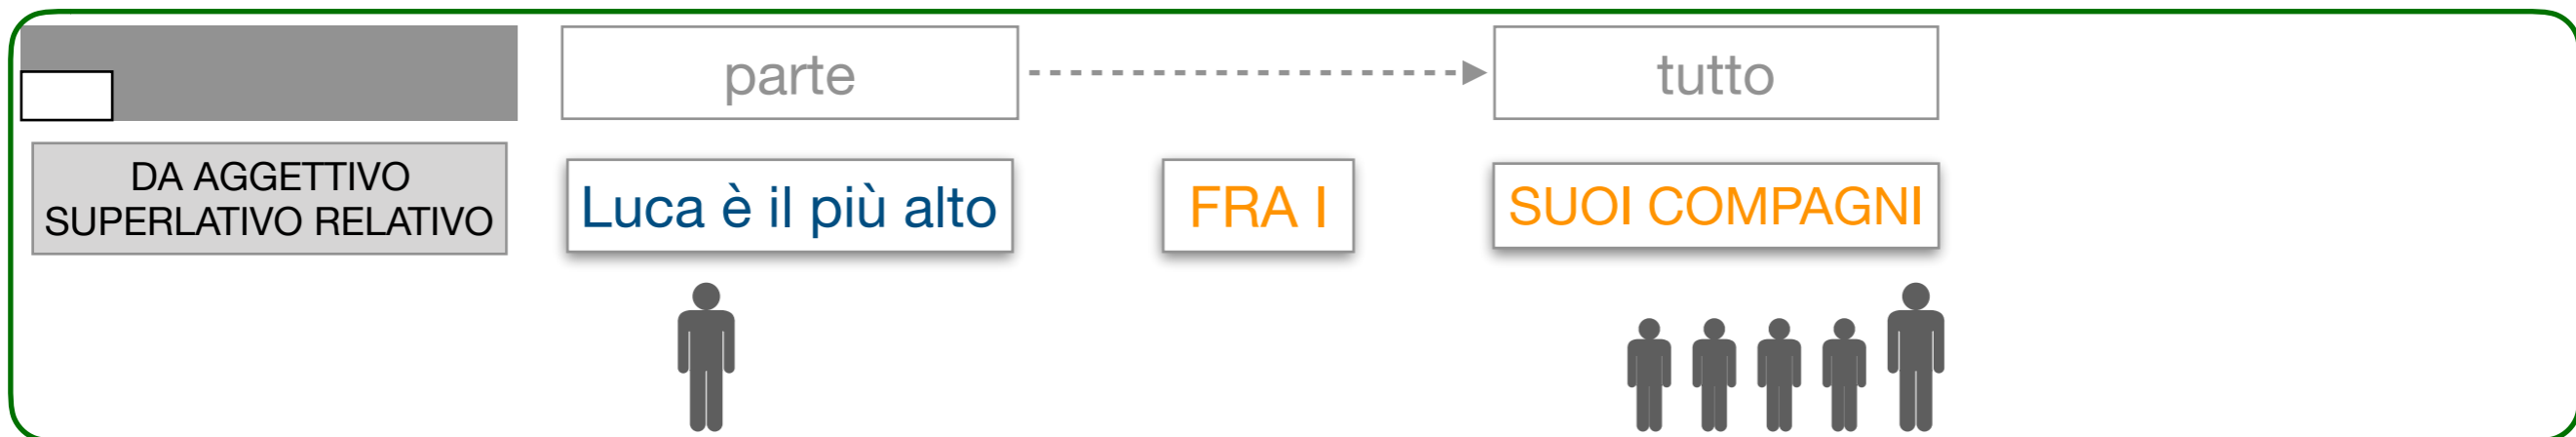 parte
tutto
DA AGGETTIVO
SUPERLATIVO RELATIVO
Luca è il più alto
FRA I
SUOI COMPAGNI